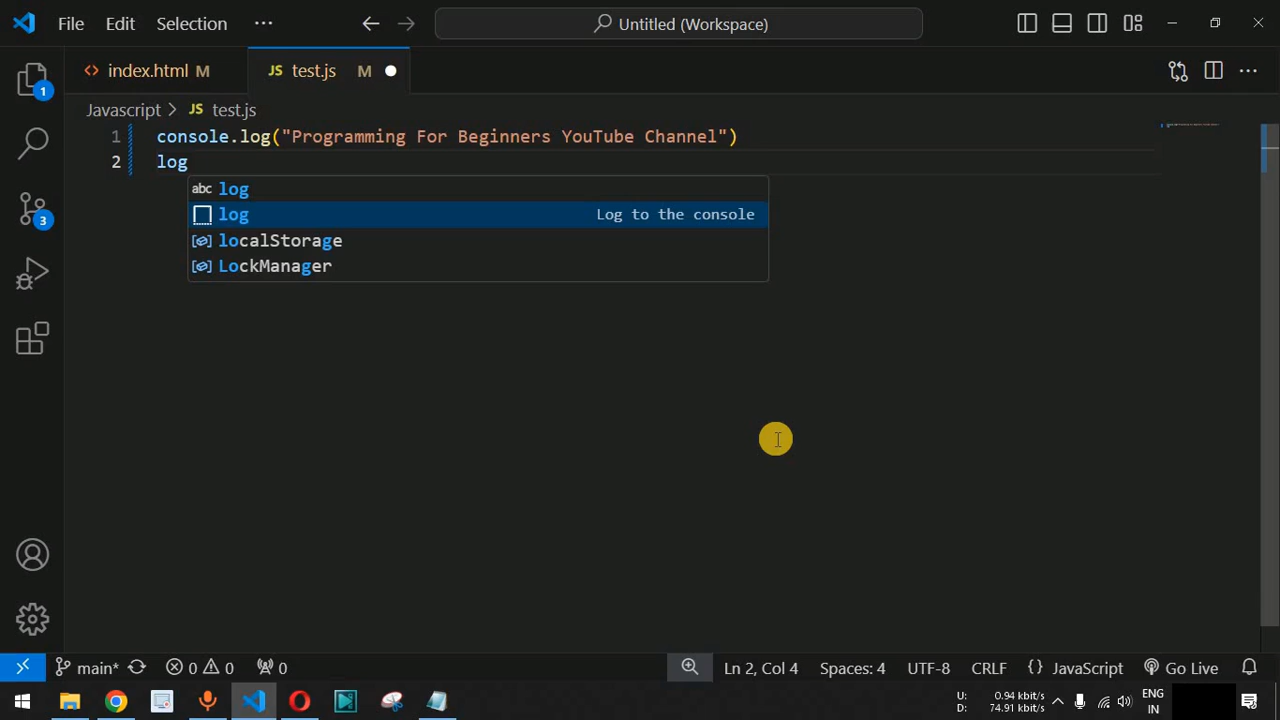 File Edit Selection ··· Untitled (Workspace)
index.html M JS test.js M
Javascript > JS test.js
1 console.log("Programming For Beginners YouTube Channel")
2 log
abc log
log Log to the console
localStorage
LockManager
1
3
main* 0 0 0 Ln 2, Col 4 Spaces: 4 UTF-8 CRLF {} JavaScript Go Live
U: 0.94 kbit/s ENG
D: 74.91 kbit/s IN